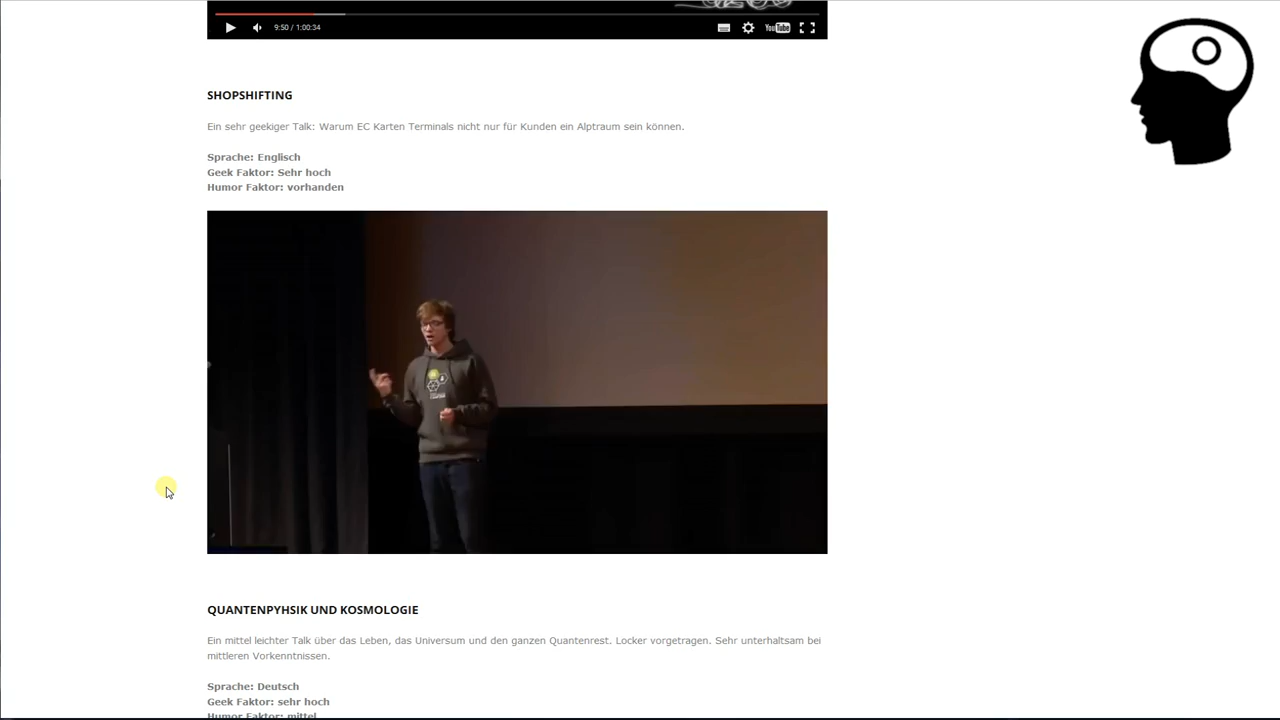 9:50 / 1:00:34
YouTube
SHOPSHIFTING
Ein sehr geekiger Talk: Warum EC Karten Terminals nicht nur für Kunden ein Alptraum sein können.
Sprache: Englisch
Geek Faktor: Sehr hoch
Humor Faktor: vorhanden
QUANTENPYHSIK UND KOSMOLOGIE
Ein mittel leichter Talk über das Leben, das Universum und den ganzen Quantenrest. Locker vorgetragen. Sehr unterhaltsam bei
mittleren Vorkenntnissen.
Sprache: Deutsch
Geek Faktor: sehr hoch
Humor Faktor: mittel